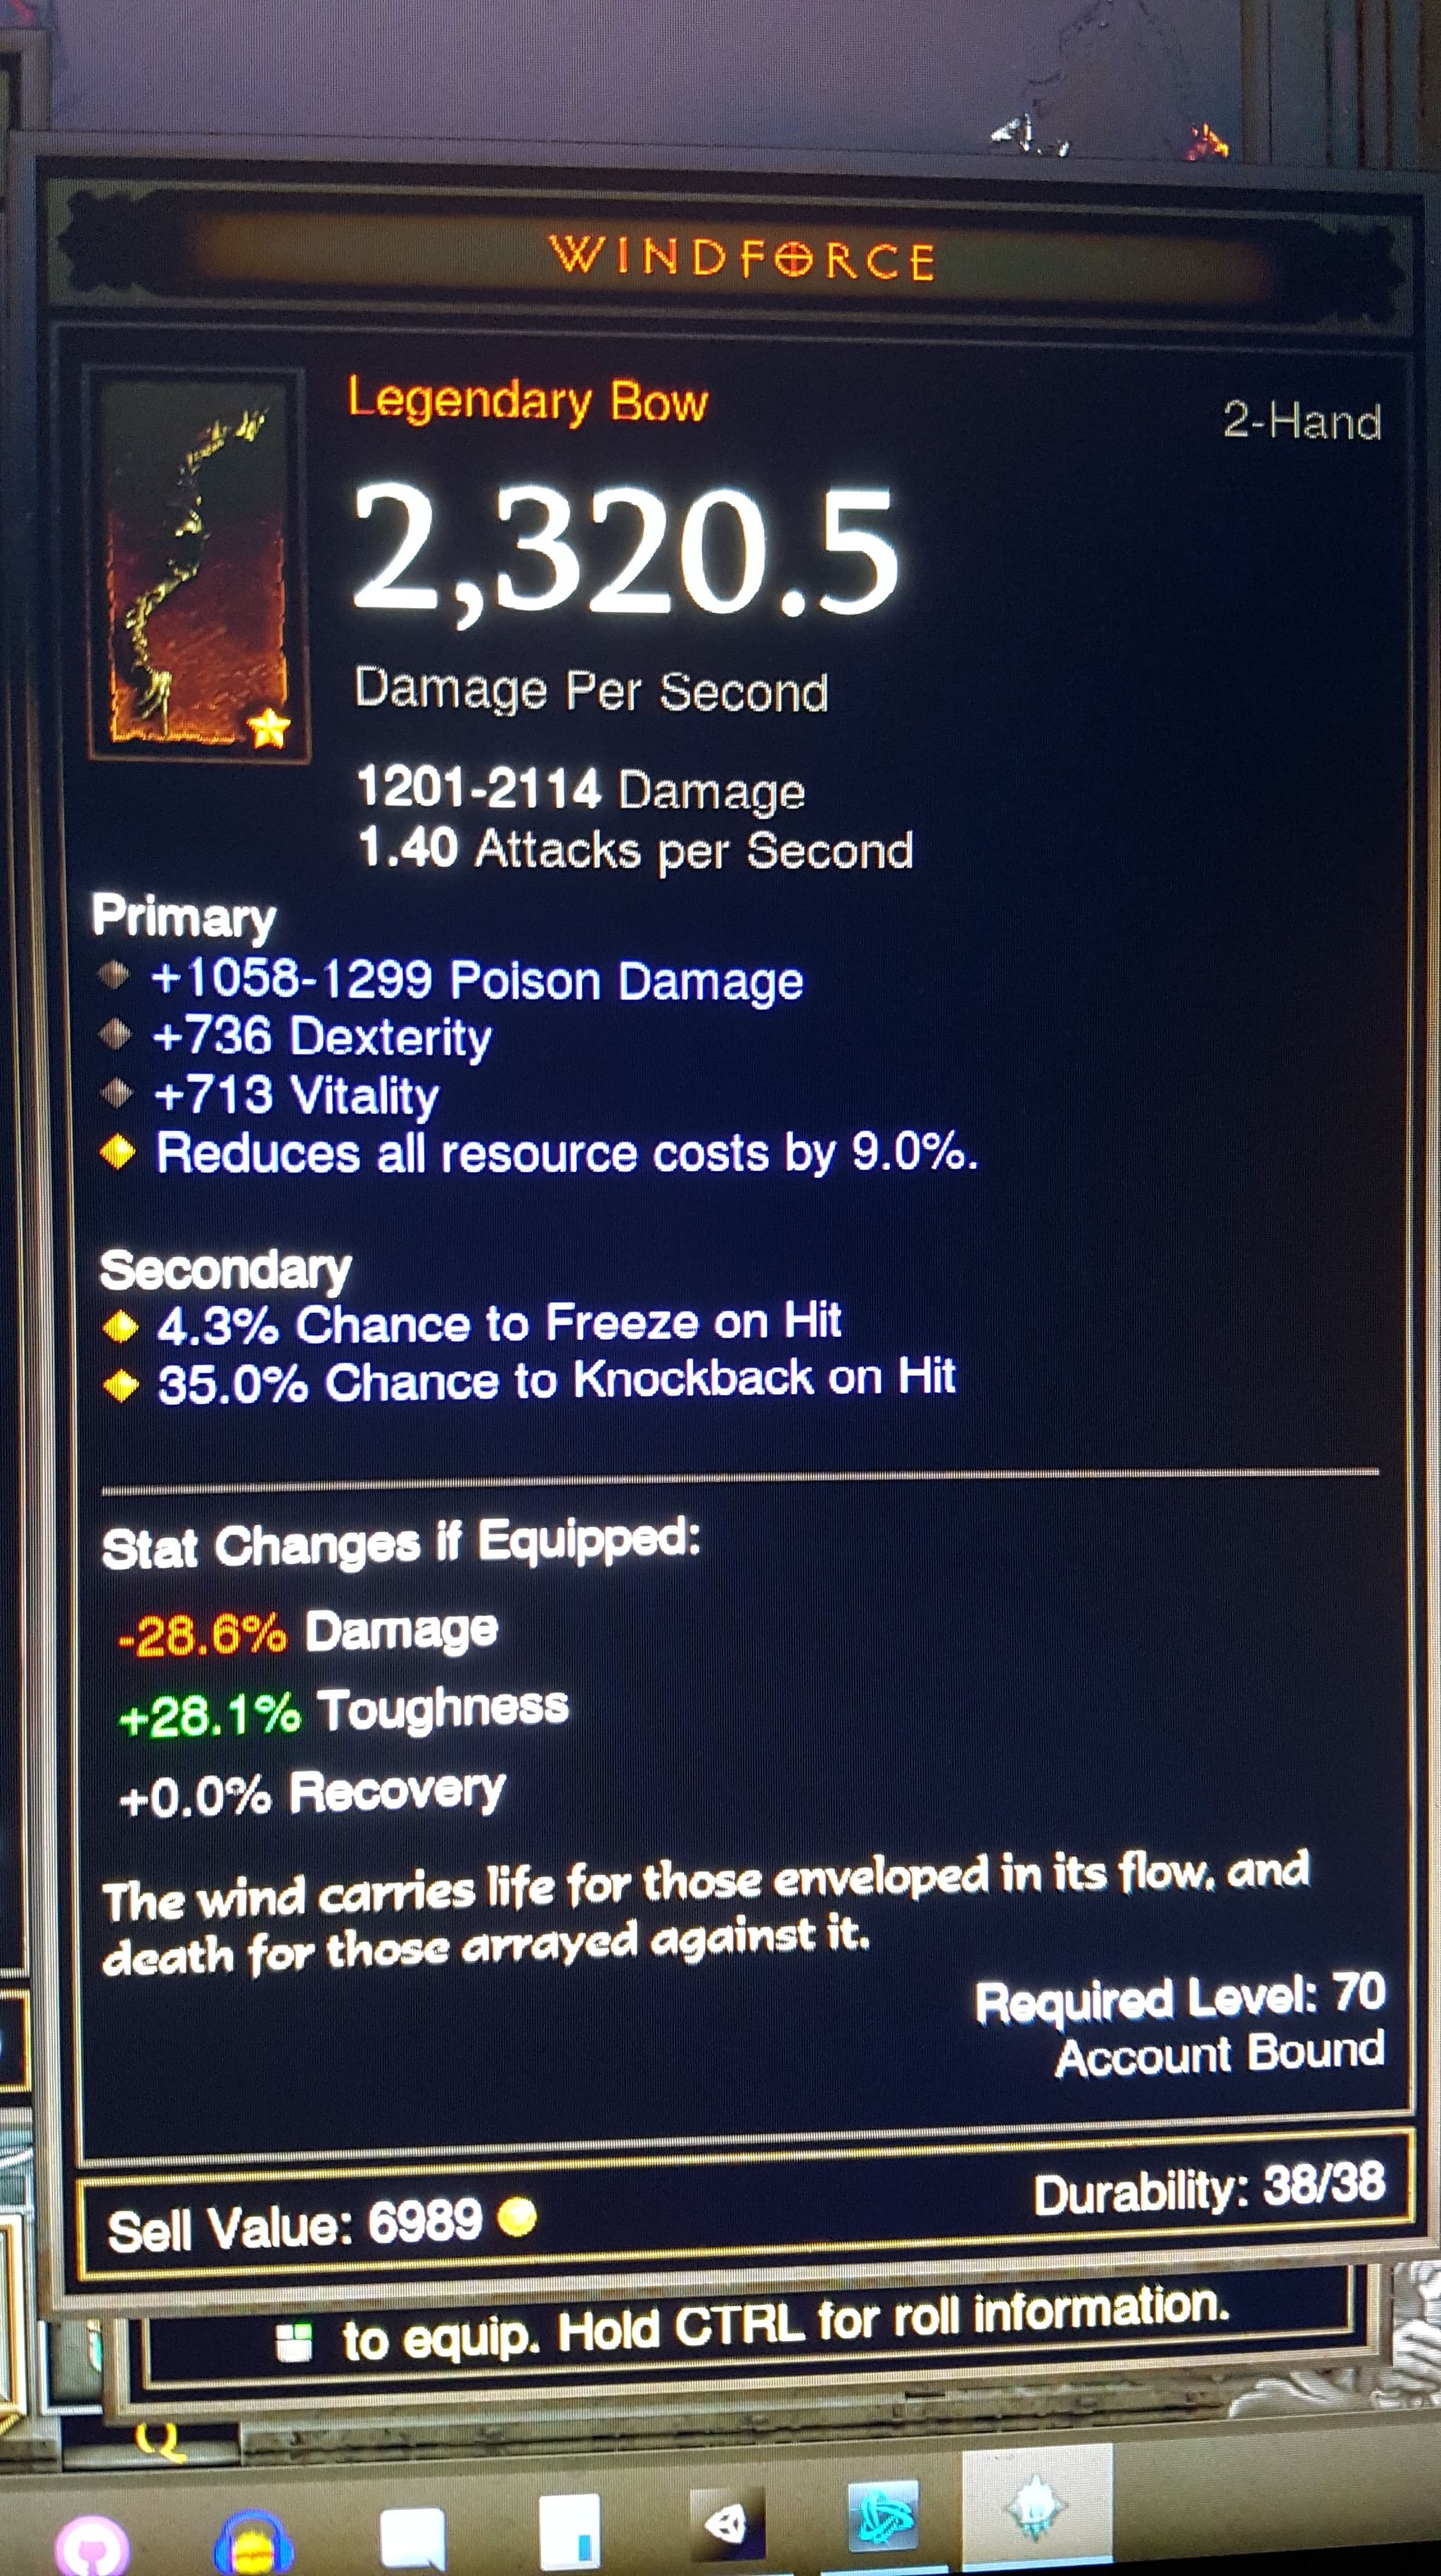 WINDFORCE
Legendary Bow
2-Hand
2,320.5
Damage Per Second
1201-2114 Damage
1.40 Attacks per Second
Primary
+1058-1299 Poison Damage
+736 Dexterity
+713 Vitality
Reduces all resource costs by 9.0%.
Secondary
4.3% Chance to Freeze on Hit
35.0% Chance to Knockback on Hit
Stat Changes if Equipped:
-28.6% Damage
+28.1% Toughness
+0.0% Recovery
The wind carries life for those enveloped in its flow, and
death for those arrayed against it.
Required Level: 70
Account Bound
Sell Value: 6989
Durability: 38/38
to equip. Hold CTRL for roll information.
Q